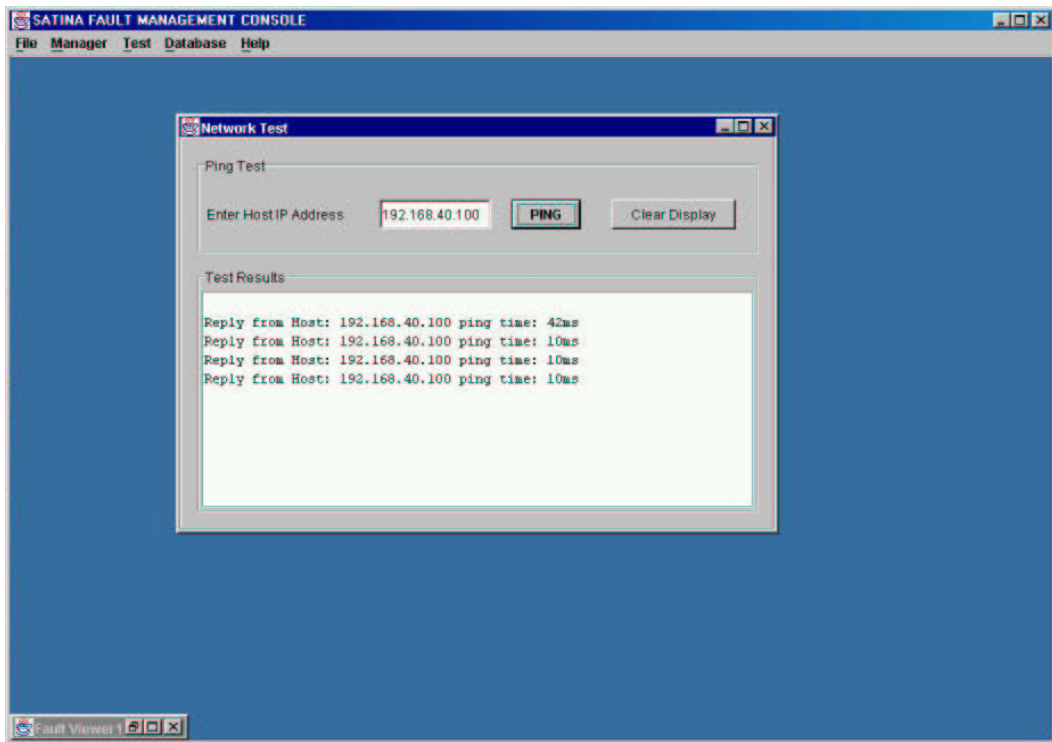 SATINA FAULT MANAGEMENT CONSOLE
File Manager Test Database Help
Network Test
Ping Test
Enter Host IP Address 192.168.40.100 PING Clear Display
Test Results
Reply from Host: 192.168.40.100 ping time: 42ms
Reply from Host: 192.168.40.100 ping time: 10ms
Reply from Host: 192.168.40.100 ping time: 10ms
Reply from Host: 192.168.40.100 ping time: 10ms
Fault Viewer 1